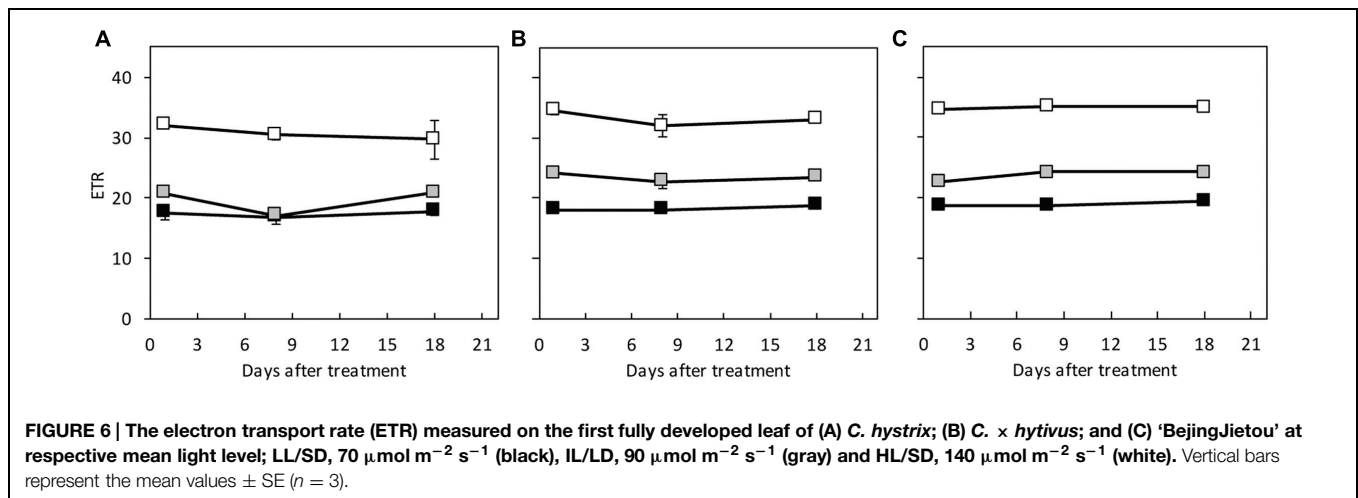 A B C
40
30
20
10
0
ETR
0 3 6 9 12 15 18 21 0 3 6 9 12 15 18 21 0 3 6 9 12 15 18 21
Days after treatment Days after treatment Days after treatment
FIGURE 6 | The electron transport rate (ETR) measured on the first fully developed leaf of (A) C. hystrix; (B) C. × hytivus; and (C) ‘BejingJietou’ at
respective mean light level; LL/SD, 70 μmol m−2 s−1 (black), IL/LD, 90 μmol m−2 s−1 (gray) and HL/SD, 140 μmol m−2 s−1 (white). Vertical bars
represent the mean values ± SE (n = 3).